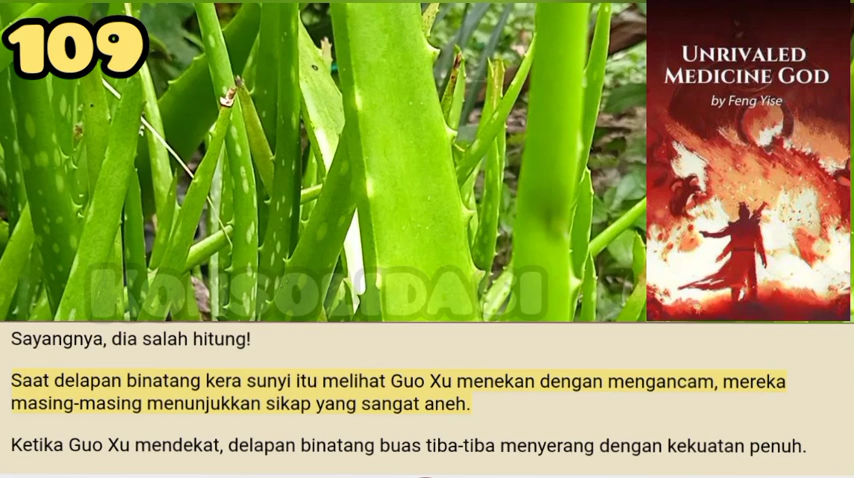 109
UNRIVALED
MEDICINE GOD
by Feng Yise
KONSOLIDASI
Sayangnya, dia salah hitung!
Saat delapan binatang kera sunyi itu melihat Guo Xu menekan dengan mengancam, mereka
masing-masing menunjukkan sikap yang sangat aneh.
Ketika Guo Xu mendekat, delapan binatang buas tiba-tiba menyerang dengan kekuatan penuh.